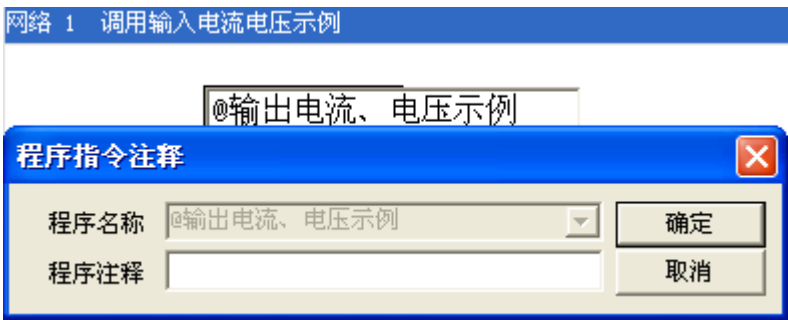 网络 1 调用输入电流电压示例
@输出电流、电压示例
程序指令注释
程序名称 @输出电流、电压示例 确定
程序注释 取消